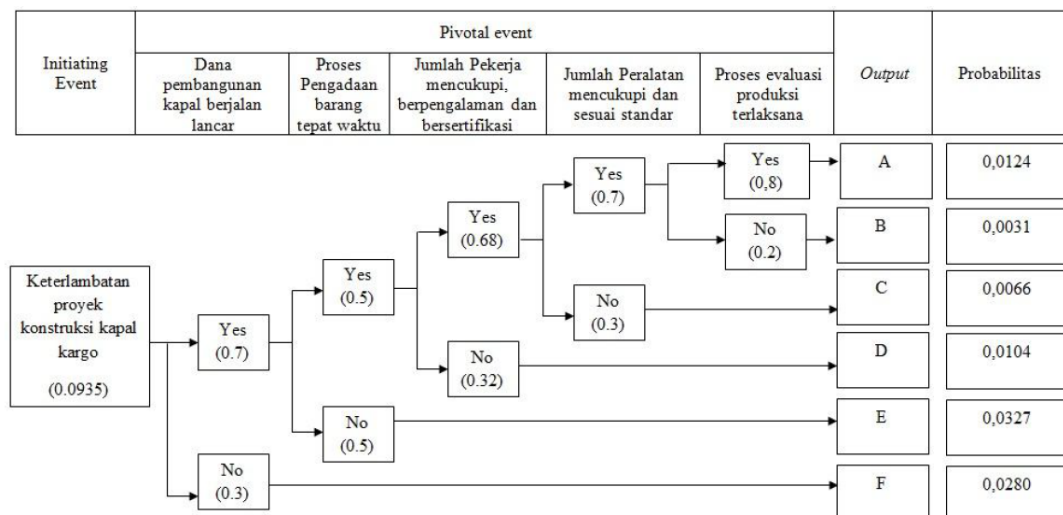 Initiating
Event
Pivotal event
Dana
pembangunan
kapal berjalan
lancar
Proses
Pengadaan
barang
tepat waktu
Jumlah Pekerja
mencukupi,
berpengalaman dan
bersertifikasi
Jumlah Peralatan
mencukupi dan
sesuai standar
Proses evaluasi
produksi
terlaksana
Output
Probabilitas
Yes
(0,8)
A
0,0124
Yes
(0.7)
No
(0.2)
B
0,0031
Yes
(0.68)
No
(0.3)
C
0,0066
Yes
(0.5)
Keterlambatan
proyek
konstruksi kapal
kargo
(0.0935)
Yes
(0.7)
No
(0.32)
D
0,0104
No
(0.5)
E
0,0327
No
(0.3)
F
0,0280